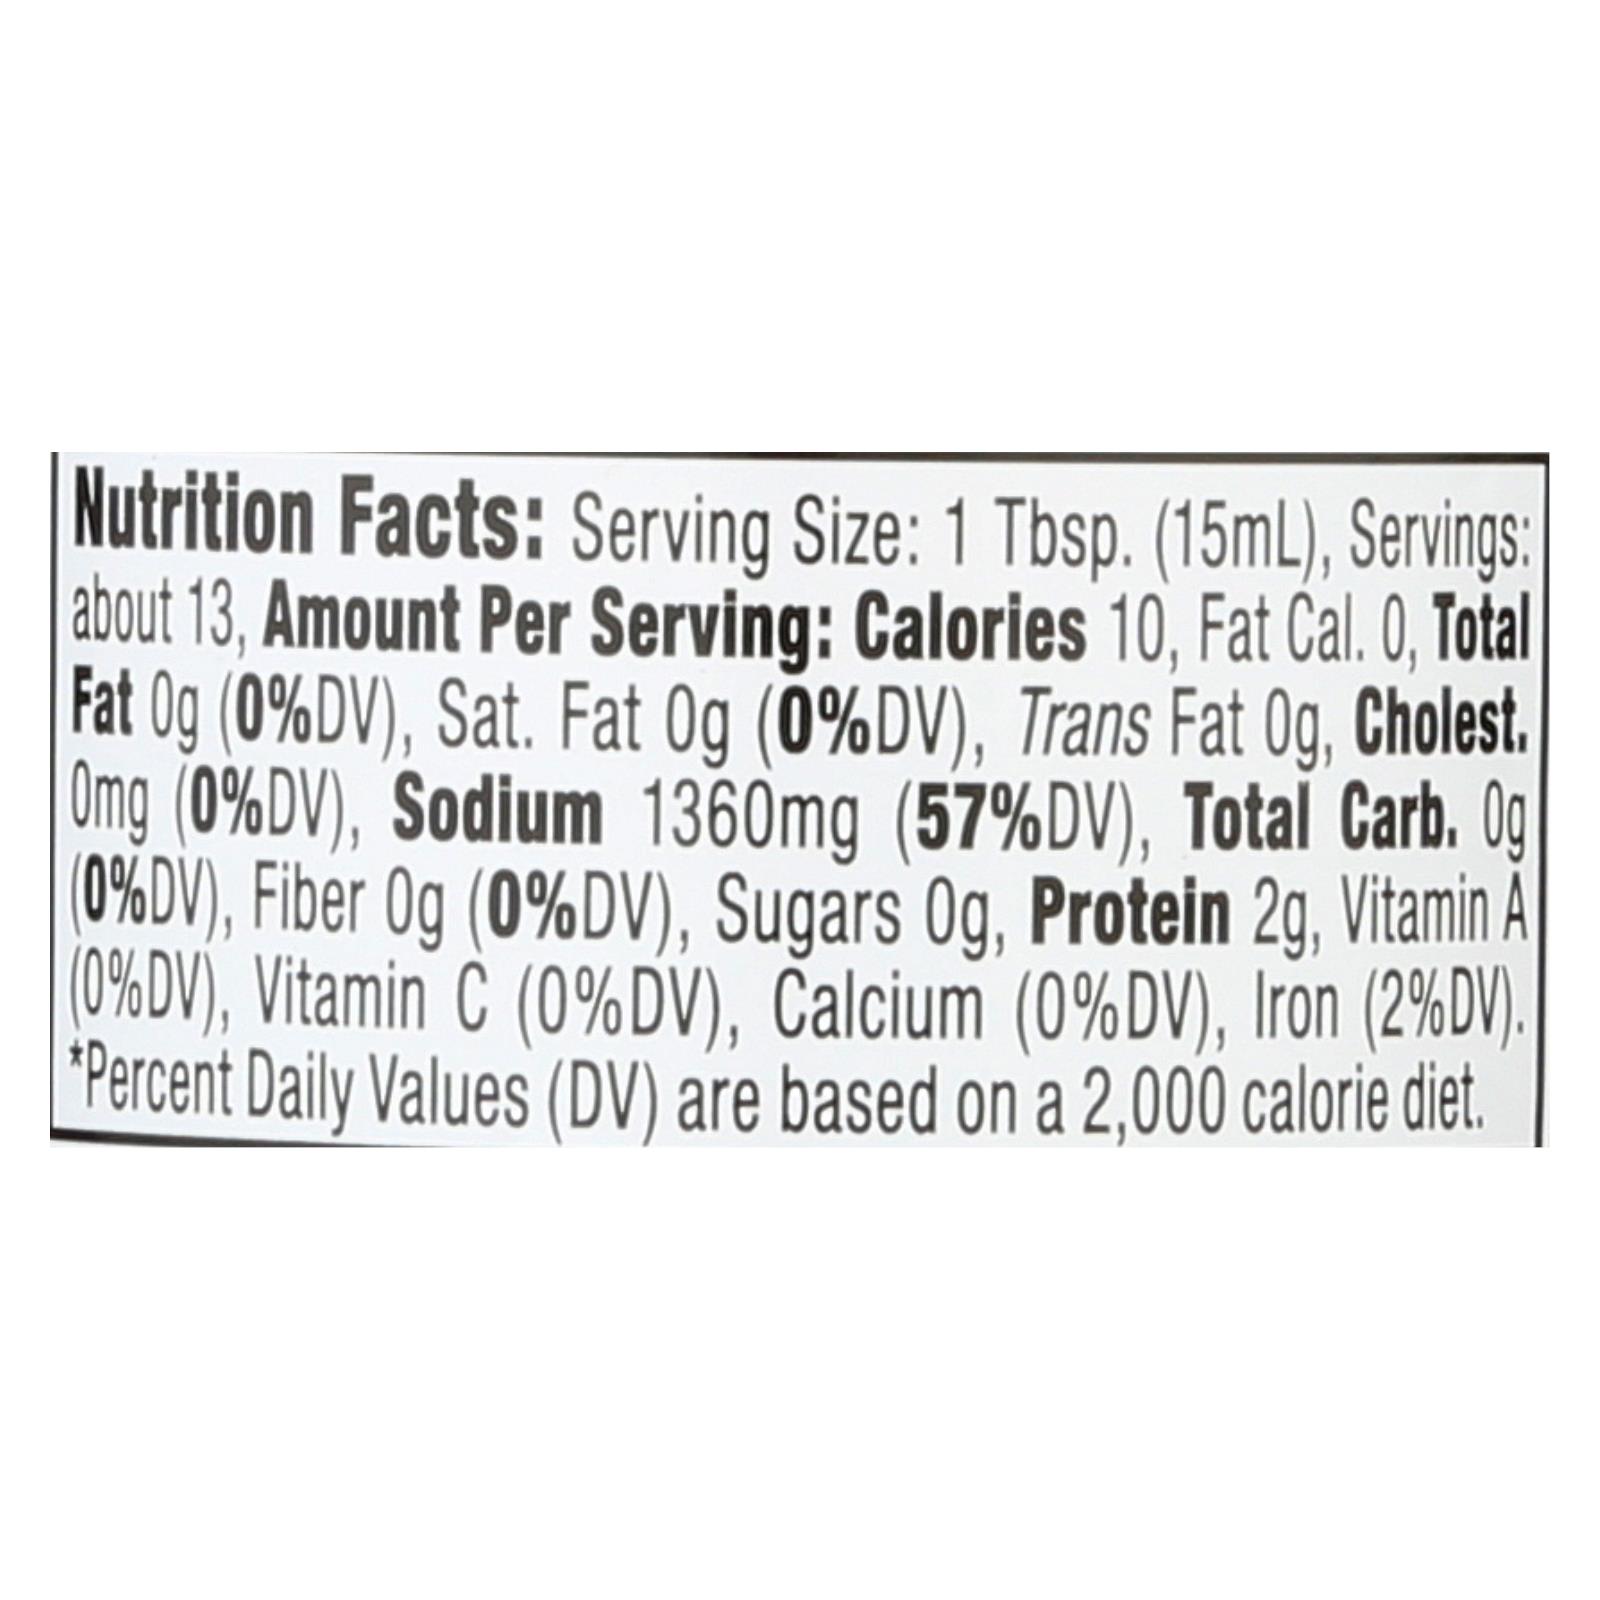 Nutrition Facts: Serving Size: 1 Tbsp. (15mL), Servings:
about 13, Amount Per Serving: Calories 10, Fat Cal. 0, Total
Fat 0g (0%DV), Sat. Fat 0g (0%DV), Trans Fat 0g, Cholest.
0mg (0%DV), Sodium 1360mg (57%DV), Total Carb. 0g
(0%DV), Fiber 0g (0%DV), Sugars 0g, Protein 2g, Vitamin A
(0%DV), Vitamin C (0%DV), Calcium (0%DV), Iron (2%DV).
*Percent Daily Values (DV) are based on a 2,000 calorie diet.